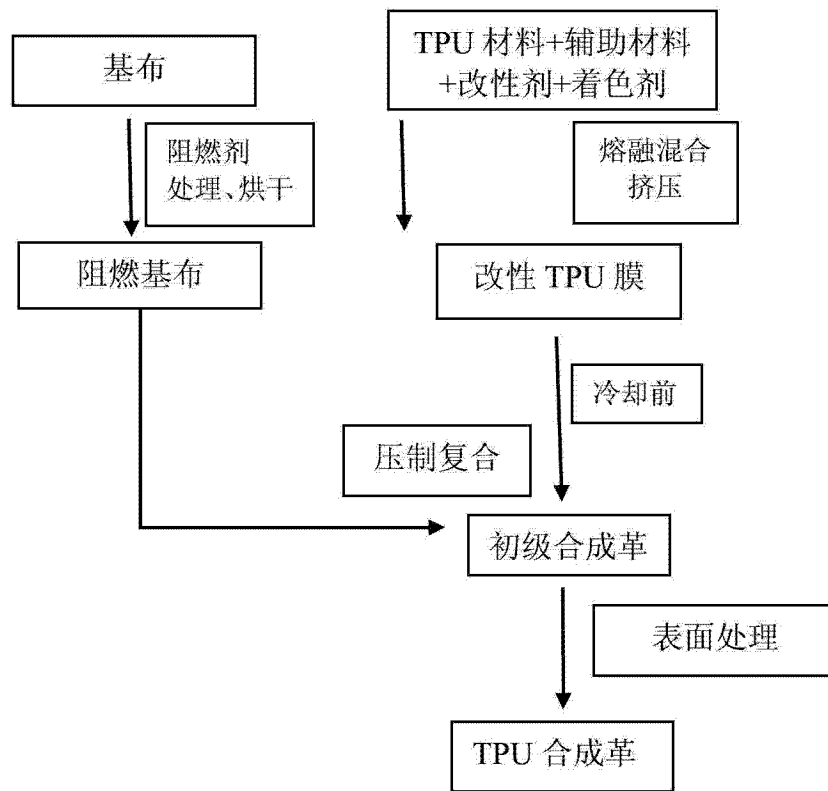 基布
TPU 材料+辅助材料
+改性剂+着色剂
阻燃剂
处理、烘干
熔融混合
挤压
阻燃基布
改性 TPU 膜
冷却前
压制复合
初级合成革
表面处理
TPU 合成革